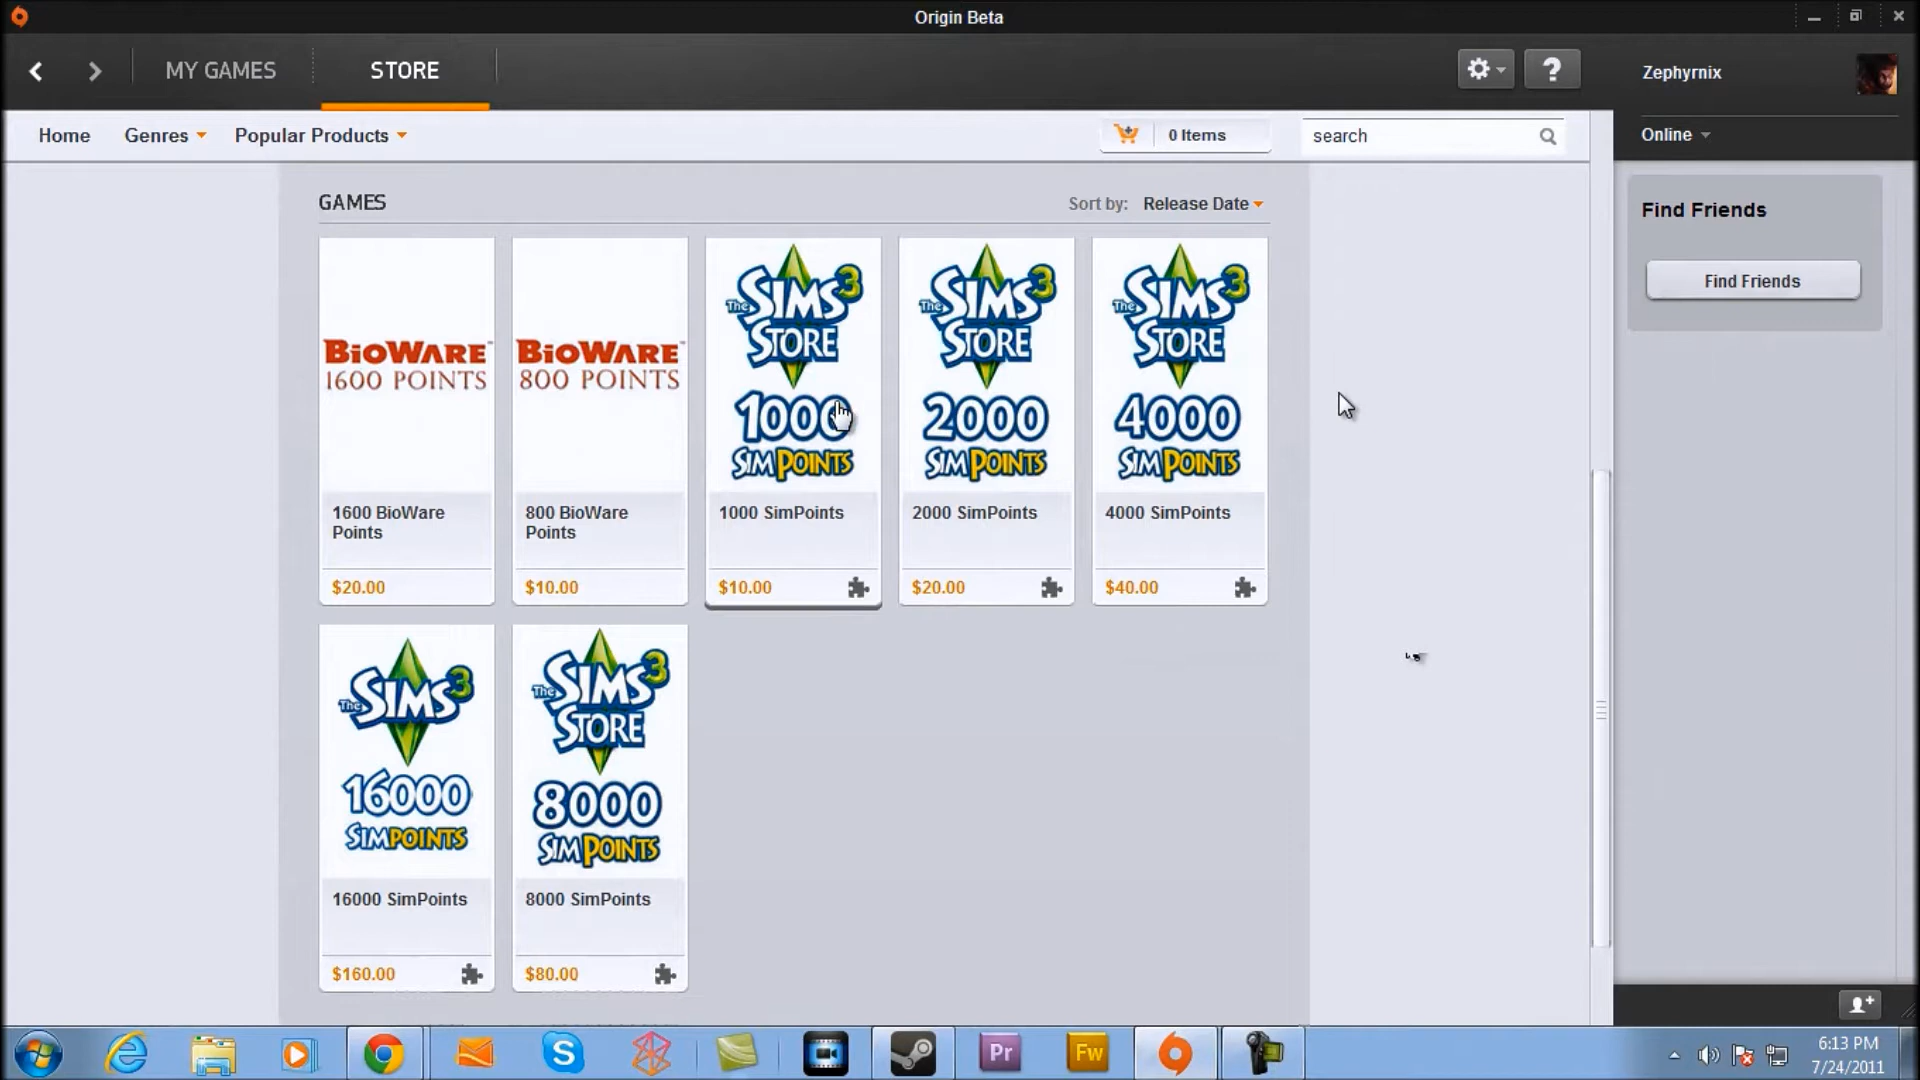 Origin Beta
MY GAMES
STORE
?
Zephyrnix
Home
Genres
Popular Products
0 Items
search
Online
GAMES
Sort by: Release Date
Find Friends
Find Friends
BIOWARE™
1600 POINTS
1600 BioWare
Points
$20.00
BIOWARE™
800 POINTS
800 BioWare
Points
$10.00
The SIMS 3
STORE
1000
SIMPOINTS
1000 SimPoints
$10.00
The SIMS 3
STORE
2000
SIMPOINTS
2000 SimPoints
$20.00
The SIMS 3
STORE
4000
SIMPOINTS
4000 SimPoints
$40.00
The SIMS 3
16000
SIMPOINTS
16000 SimPoints
$160.00
The SIMS 3
STORE
8000
SIMPOINTS
8000 SimPoints
$80.00
S
Pr
Fw
6:13 PM
7/24/2011